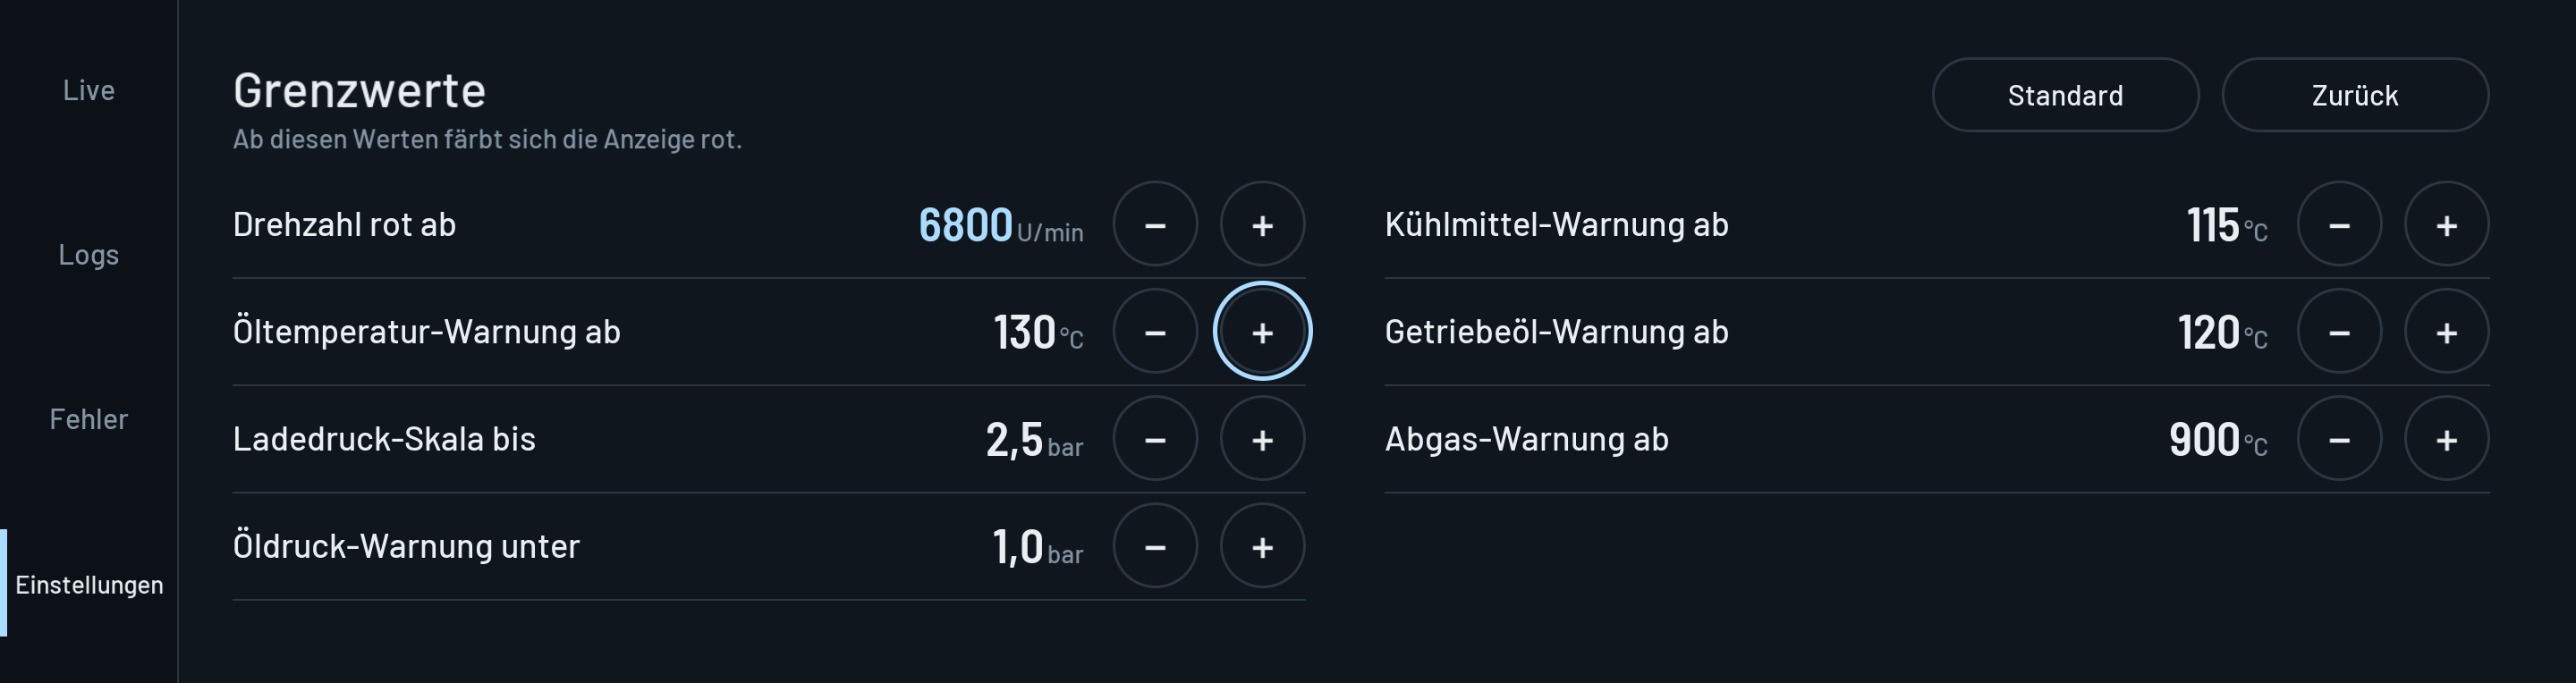 Live
Logs
Fehler
Einstellungen
Grenzwerte
Ab diesen Werten färbt sich die Anzeige rot.
Standard
Zurück
Drehzahl rot ab 6800 U/min − +
Öltemperatur-Warnung ab 130 °C − +
Ladedruck-Skala bis 2,5 bar − +
Öldruck-Warnung unter 1,0 bar − +
Kühlmittel-Warnung ab 115 °C − +
Getriebeöl-Warnung ab 120 °C − +
Abgas-Warnung ab 900 °C − +